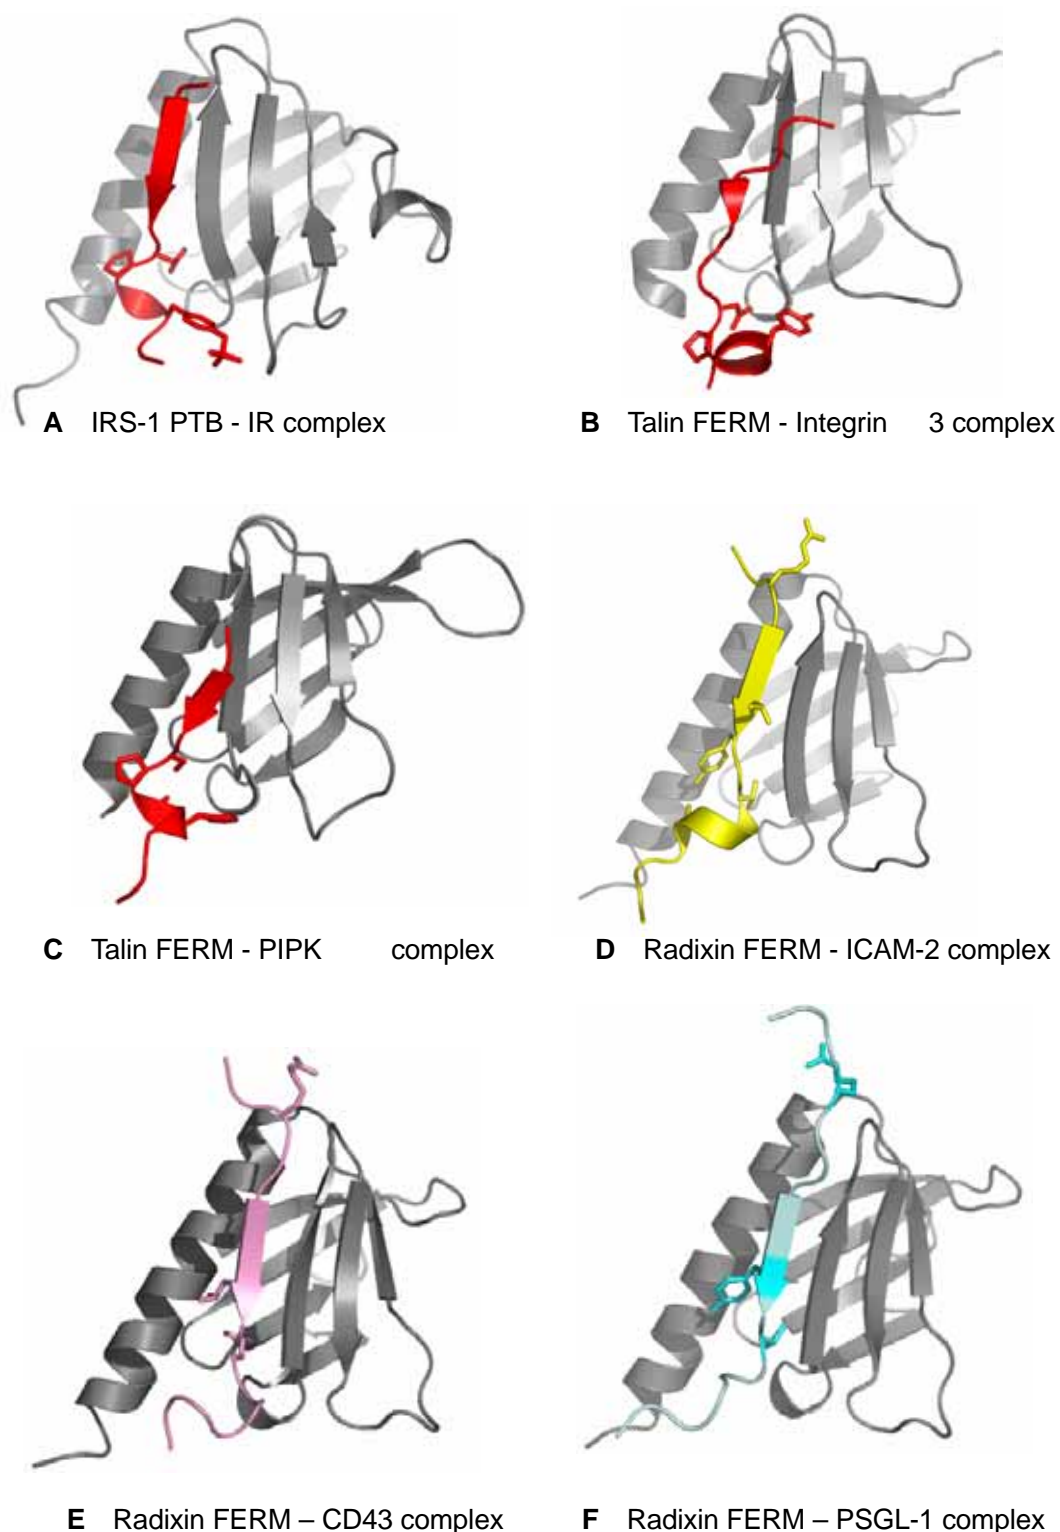 A IRS-1 PTB - IR complex
B Talin FERM - Integrin 3 complex
C Talin FERM - PIPK complex
D Radixin FERM - ICAM-2 complex
E Radixin FERM – CD43 complex
F Radixin FERM – PSGL-1 complex